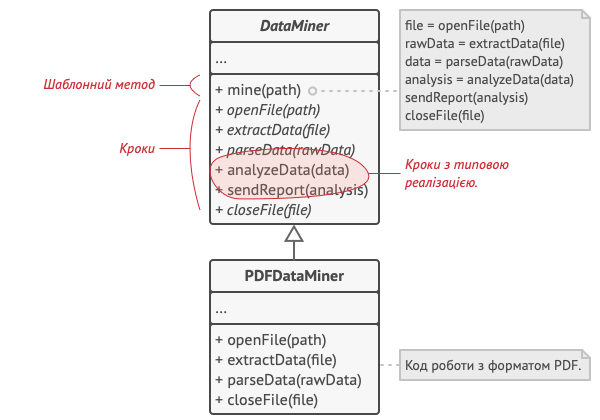 DataMiner
...
+ mine(path)
+ openFile(path)
+ extractData(file)
+ parseData(rawData)
+ analyzeData(data)
+ sendReport(analysis)
+ closeFile(file)
file = openFile(path)
rawData = extractData(file)
data = parseData(rawData)
analysis = analyzeData(data)
sendReport(analysis)
closeFile(file)
Шаблонний метод
Кроки
Кроки з типовою
реалізацією.
PDFDataMiner
...
+ openFile(path)
+ extractData(file)
+ parseData(rawData)
+ closeFile(file)
Код роботи з форматом PDF.